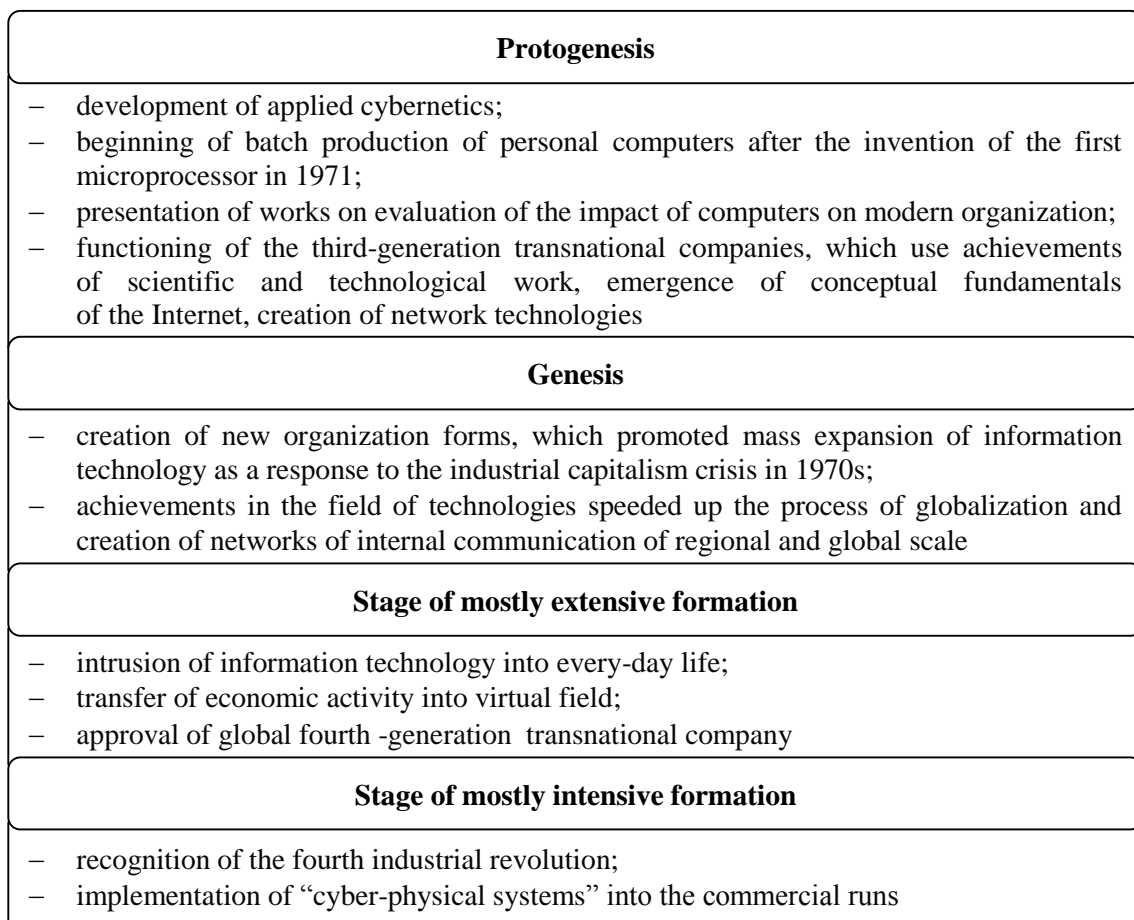 Protogenesis
– development of applied cybernetics;
– beginning of batch production of personal computers after the invention of the first
microprocessor in 1971;
– presentation of works on evaluation of the impact of computers on modern organization;
– functioning of the third-generation transnational companies, which use achievements
of scientific and technological work, emergence of conceptual fundamentals
of the Internet, creation of network technologies
Genesis
– creation of new organization forms, which promoted mass expansion of information
technology as a response to the industrial capitalism crisis in 1970s;
– achievements in the field of technologies speeded up the process of globalization and
creation of networks of internal communication of regional and global scale
Stage of mostly extensive formation
– intrusion of information technology into every-day life;
– transfer of economic activity into virtual field;
– approval of global fourth -generation transnational company
Stage of mostly intensive formation
– recognition of the fourth industrial revolution;
– implementation of “cyber-physical systems” into the commercial runs